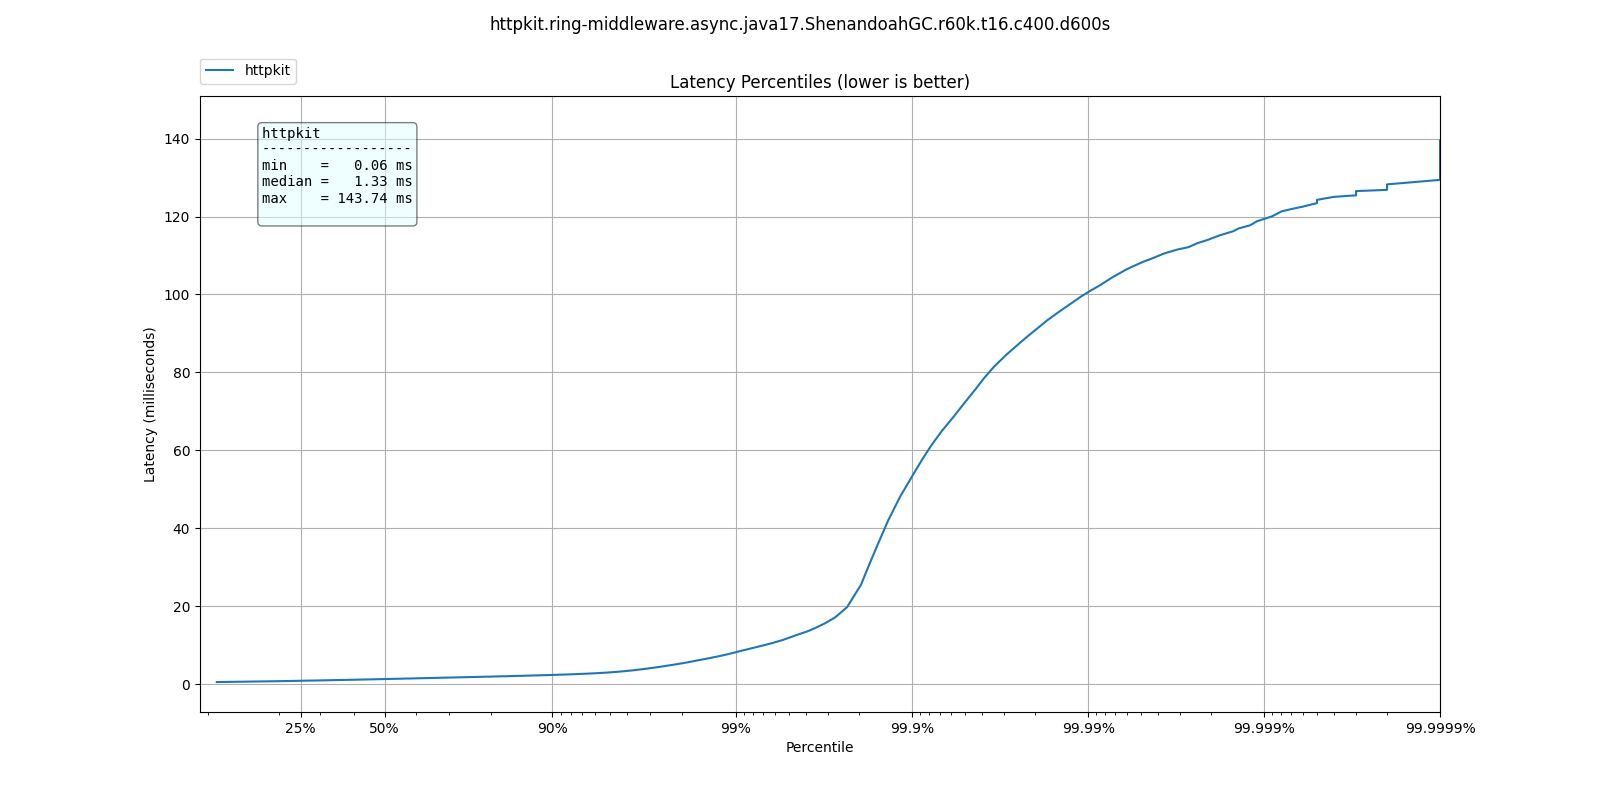 httpkit.ring-middleware.async.java17.ShenandoahGC.r60k.t16.c400.d600s
httpkit
Latency Percentiles (lower is better)
httpkit
------------------
min    =   0.06 ms
median =   1.33 ms
max    = 143.74 ms
140
120
100
80
60
40
20
0
Latency (milliseconds)
25% 50% 90% 99% 99.9% 99.99% 99.999% 99.9999%
Percentile